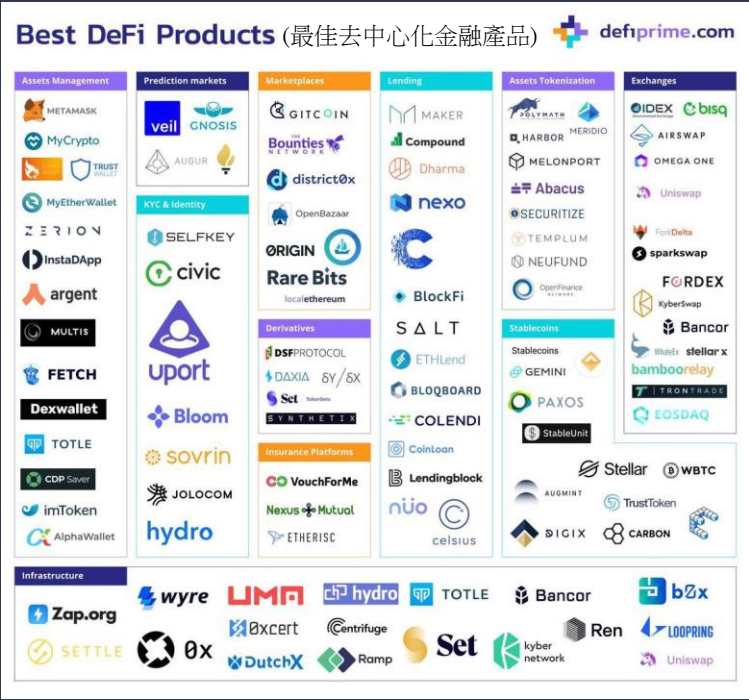 Best DeFi Products (最佳去中心化金融產品)
defiprime.com
Assets Management
METAMASK
MyCrypto
TRUST
WALLET
MyEtherWallet
ZERION
InstaDApp
argent
MULTIS
FETCH
Dexwallet
TOTLE
CDP Saver
imToken
AlphaWallet
Prediction markets
veil
GNOSIS
AUGUR
KYC & Identity
SELFKEY
civic
uport
Bloom
sovrin
JOLOCOM
hydro
Marketplaces
GITCOIN
THE
Bounties
NETWORK
district0x
OpenBazaar
0RIGIN
Rare Bits
localethereum
Derivatives
DSFPROTOCOL
DAXIA
δY/δX
Set TokenSets
SYNTHETIX
Insurance Platforms
VouchForMe
Nexus Mutual
ETHERISC
Lending
MAKER
Compound
Dharma
nexo
BlockFi
SALT
ETHLend
BLOQBOARD
COLENDI
CoinLoan
Lendingblock
nüo
celsius
Assets Tokenization
POLYMATH
MERIDIO
HARBOR
MELONPORT
Abacus
SECURITIZE
TEMPLUM
NEUFUND
OpenFinance
NETWORK
Stablecoins
Stablecoins
GEMINI
PAXOS
StableUnit
Stellar
WBTC
AUGMINT
TrustToken
DIGIX
CARBON
Exchanges
IDEX
bisq
AIRSWAP
OMEGA ONE
Uniswap
ForkDelta
sparkswap
FORDEX
KyberSwap
Bancor
WhaleEx
stellar x
bamboorelay
TRONTRADE
EOSDAQ
Infrastructure
Zap.org
SETTLE
wyre
0x
UMA
0xcert
DutchX
hydro
Centrifuge
Ramp
TOTLE
Set
Bancor
kyber
network
Ren
b0x
LOOPRING
Uniswap